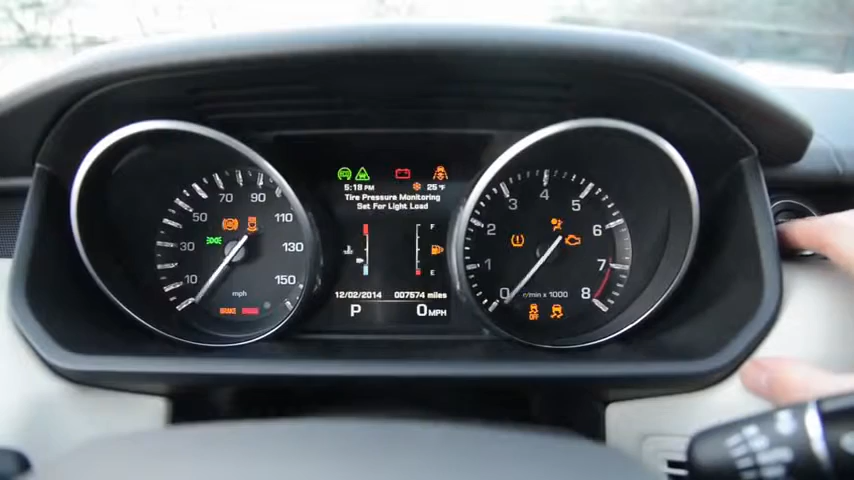 5:18 PM 25°F
Tire Pressure Monitoring
Set For Light Load
10 30 50 70 90 110 130 150
mph
BRAKE
F
E
12/02/2014 007574 miles
P 0 MPH
0 1 2 3 4 5 6 7 8
r/min x 1000
OFF